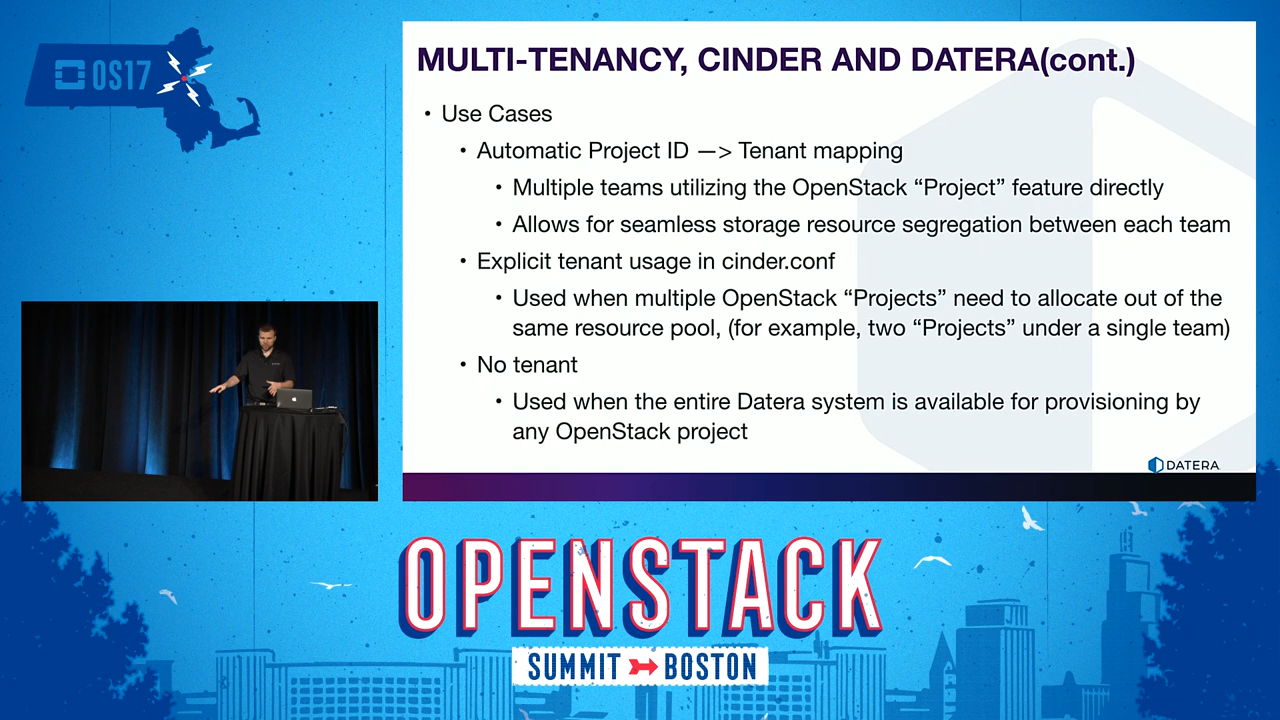 OS17
MULTI-TENANCY, CINDER AND DATERA(cont.)
• Use Cases
• Automatic Project ID —> Tenant mapping
• Multiple teams utilizing the OpenStack “Project” feature directly
• Allows for seamless storage resource segregation between each team
• Explicit tenant usage in cinder.conf
• Used when multiple OpenStack “Projects” need to allocate out of the
same resource pool, (for example, two “Projects” under a single team)
• No tenant
• Used when the entire Datera system is available for provisioning by
any OpenStack project
DATERA
OPENSTACK
SUMMIT BOSTON